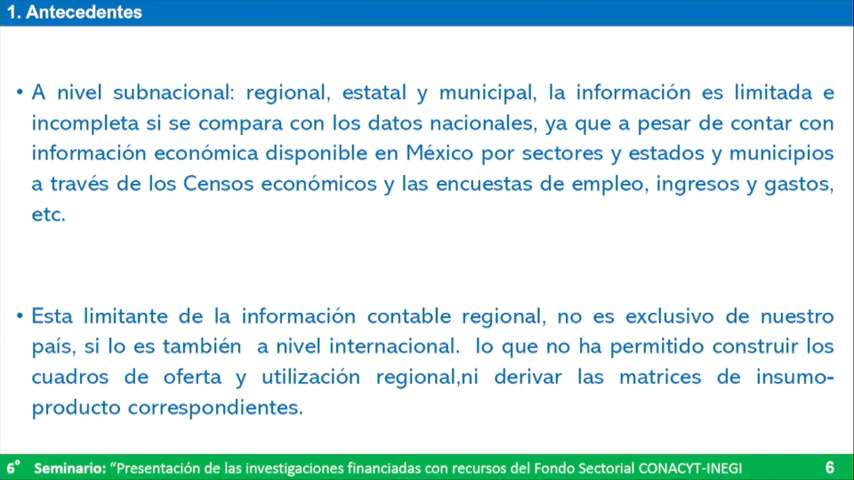 1. Antecedentes
• A nivel subnacional: regional, estatal y municipal, la información es limitada e
incompleta si se compara con los datos nacionales, ya que a pesar de contar con
información económica disponible en México por sectores y estados y municipios
a través de los Censos económicos y las encuestas de empleo, ingresos y gastos,
etc.
• Esta limitante de la información contable regional, no es exclusivo de nuestro
país, si lo es también a nivel internacional. lo que no ha permitido construir los
cuadros de oferta y utilización regional,ni derivar las matrices de insumo-
producto correspondientes.
6° Seminario: “Presentación de las investigaciones financiadas con recursos del Fondo Sectorial CONACYT-INEGI 6